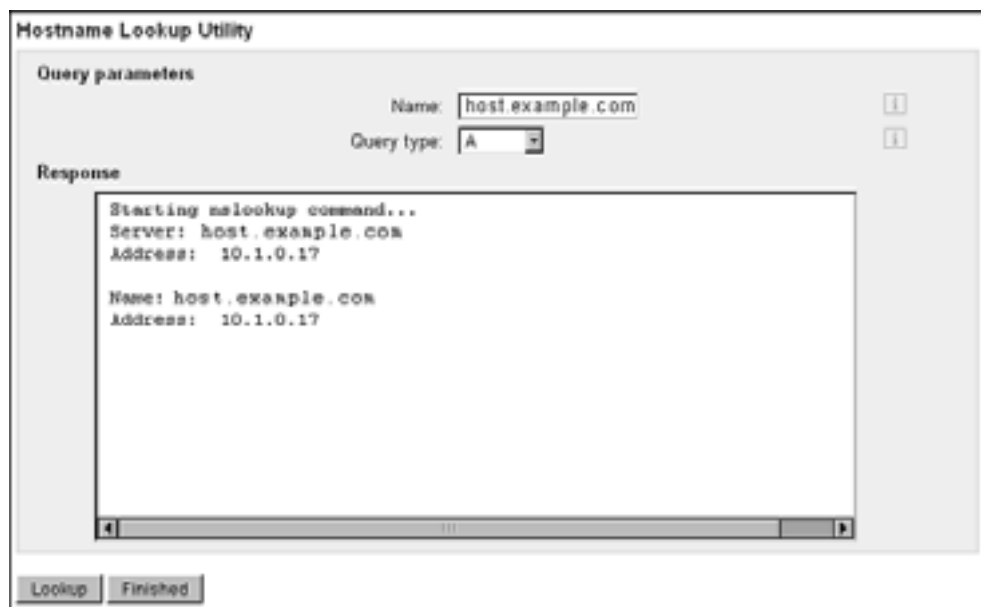 Hostname Lookup Utility
Query parameters
Name: host.example.com
Query type: A
Response
Starting nslookup command...
Server: host.example.com
Address: 10.1.0.17
Name: host.example.com
Address: 10.1.0.17
Lookup Finished